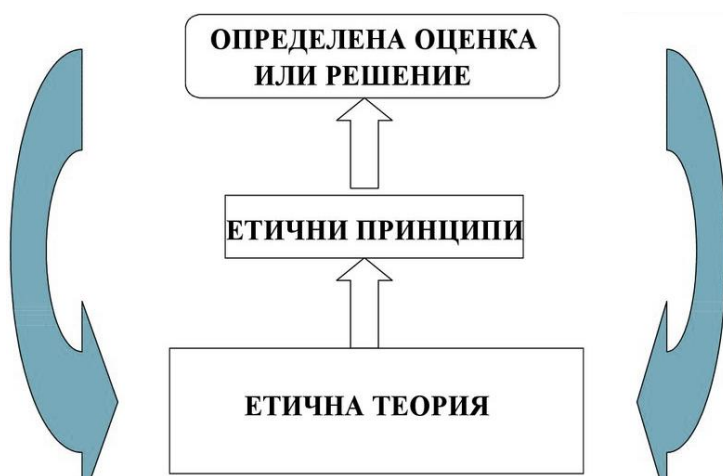 ОПРЕДЕЛЕНА ОЦЕНКА
ИЛИ РЕШЕНИЕ
ЕТИЧНИ ПРИНЦИПИ
ЕТИЧНА ТЕОРИЯ